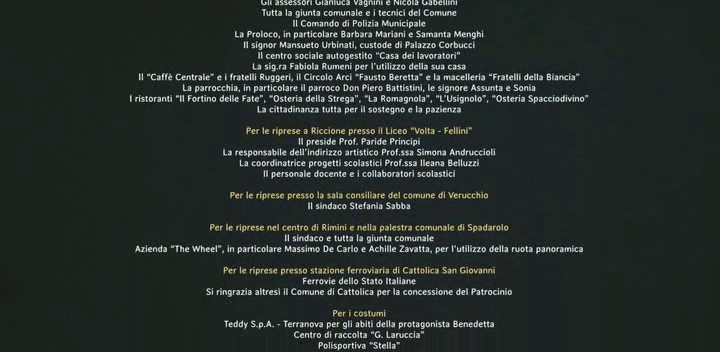 Gli assessori Gianluca Vagnini e Nicola Gabellini
Tutta la giunta comunale e i tecnici del Comune
Il Comando di Polizia Municipale
La Proloco, in particolare Barbara Mariani e Samanta Menghi
Il signor Mansueto Urbinati, custode di Palazzo Corbucci
Il centro sociale autogestito "Casa dei lavoratori"
La sig.ra Fabiola Rumeni per l'utilizzo della sua casa
Il "Caffè Centrale" e i fratelli Ruggeri, il Circolo Arci "Fausto Beretta" e la macelleria "Fratelli della Biancia"
La parrocchia, in particolare il parroco Don Piero Battistini, le signore Assunta e Sonia
I ristoranti "Il Fortino delle Fate", "Osteria della Strega", "La Romagnola", "L'Usignolo", "Osteria Spacciodivino"
La cittadinanza tutta per il sostegno e la pazienza
Per le riprese a Riccione presso il Liceo "Volta - Fellini"
Il preside Prof. Paride Principi
La responsabile dell'indirizzo artistico Prof.ssa Simona Andruccioli
La coordinatrice progetti scolastici Prof.ssa Ileana Belluzzi
Il personale docente e i collaboratori scolastici
Per le riprese presso la sala consiliare del comune di Verucchio
Il sindaco Stefania Sabba
Per le riprese nel centro di Rimini e nella palestra comunale di Spadarolo
Il sindaco e tutta la giunta comunale
Azienda "The Wheel", in particolare Massimo De Carlo e Achille Zavatta, per l'utilizzo della ruota panoramica
Per le riprese presso stazione ferroviaria di Cattolica San Giovanni
Ferrovie dello Stato Italiane
Si ringrazia altresì il Comune di Cattolica per la concessione del Patrocinio
Per i costumi
Teddy S.p.A. - Terranova per gli abiti della protagonista Benedetta
Centro di raccolta "G. Laruccia"
Polisportiva "Stella"